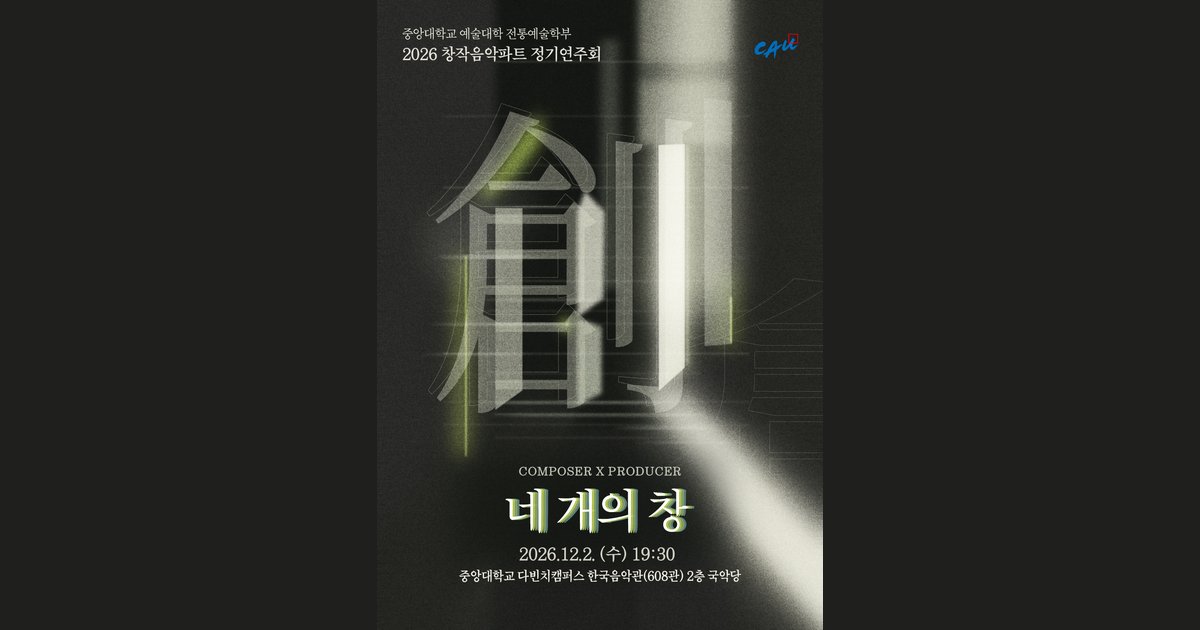 중앙대학교 예술대학 전통예술학부
2026 창작음악파트 정기연주회
CAU
創
COMPOSER X PRODUCER
네 개의 창
2026.12.2. (수) 19:30
중앙대학교 다빈치캠퍼스 한국음악관(608관) 2층 국악당